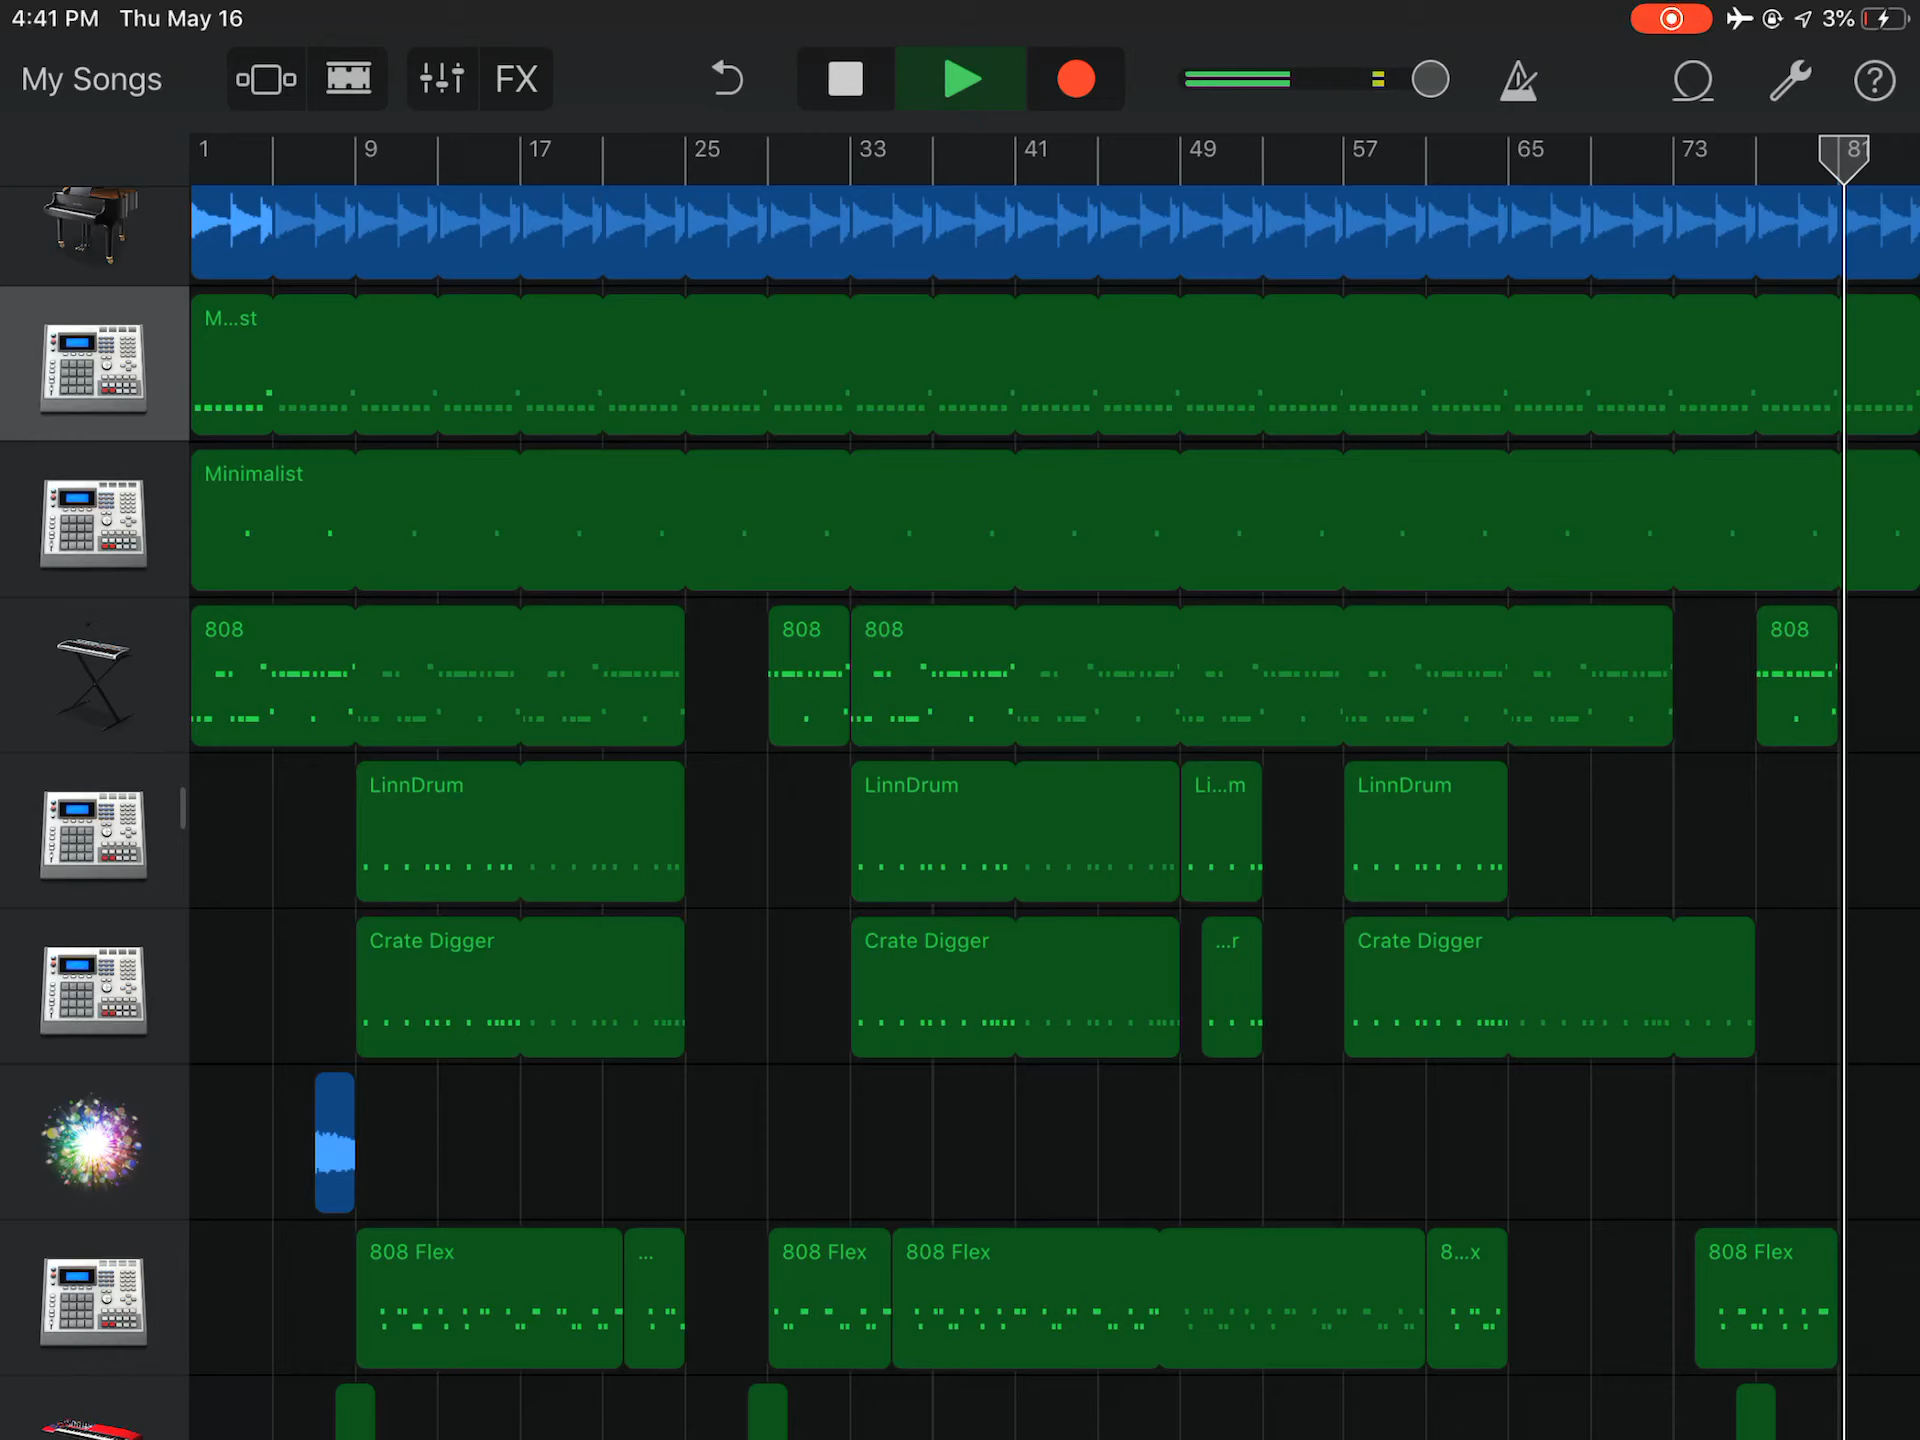 4:41 PM Thu May 16 3%
My Songs FX
1 9 17 25 33 41 49 57 65 73 81
M...st
Minimalist
808 808 808 808
LinnDrum LinnDrum Li...m LinnDrum
Crate Digger Crate Digger ...r Crate Digger
808 Flex ... 808 Flex 808 Flex 8...x 808 Flex